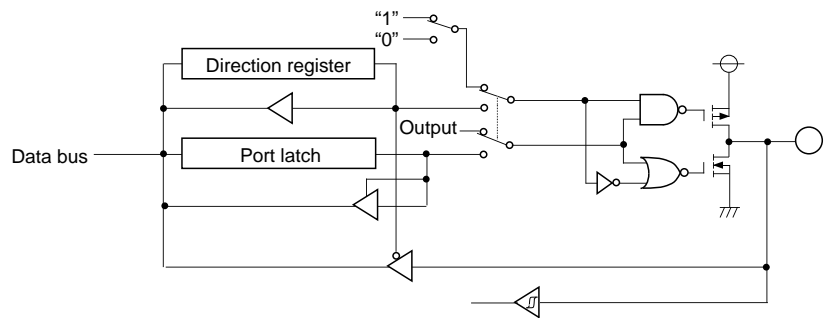 “1”
“0”
Direction register
Output
Data bus
Port latch